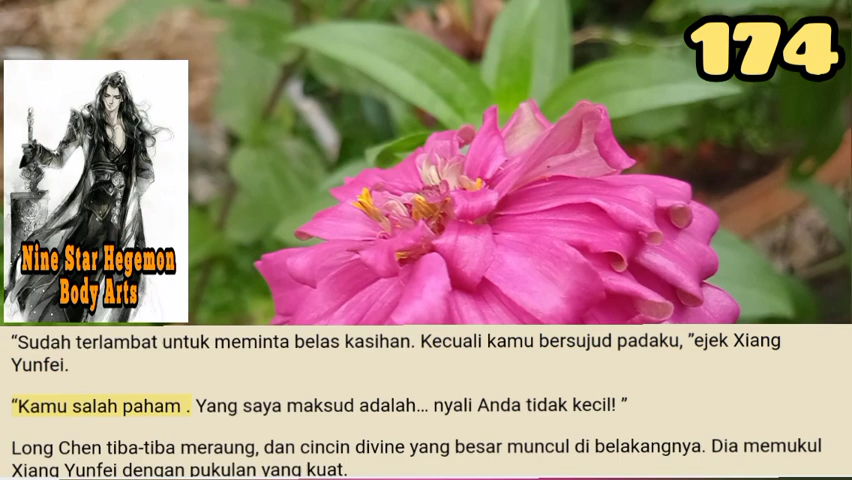 174
Nine Star Hegemon
Body Arts
“Sudah terlambat untuk meminta belas kasihan. Kecuali kamu bersujud padaku, ”ejek Xiang
Yunfei.
“Kamu salah paham . Yang saya maksud adalah… nyali Anda tidak kecil! ”
Long Chen tiba-tiba meraung, dan cincin divine yang besar muncul di belakangnya. Dia memukul
Xiang Yunfei dengan pukulan yang kuat.